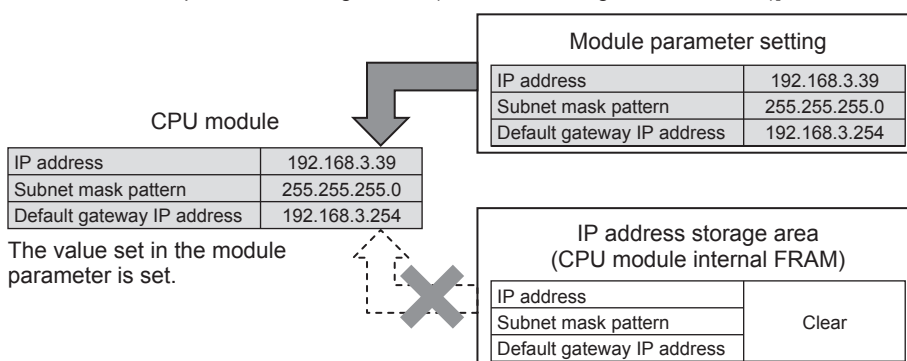 Module parameter setting
IP address 192.168.3.39
Subnet mask pattern 255.255.255.0
Default gateway IP address 192.168.3.254
CPU module
IP address 192.168.3.39
Subnet mask pattern 255.255.255.0
Default gateway IP address 192.168.3.254
The value set in the module
parameter is set.
IP address storage area
(CPU module internal FRAM)
IP address
Subnet mask pattern Clear
Default gateway IP address